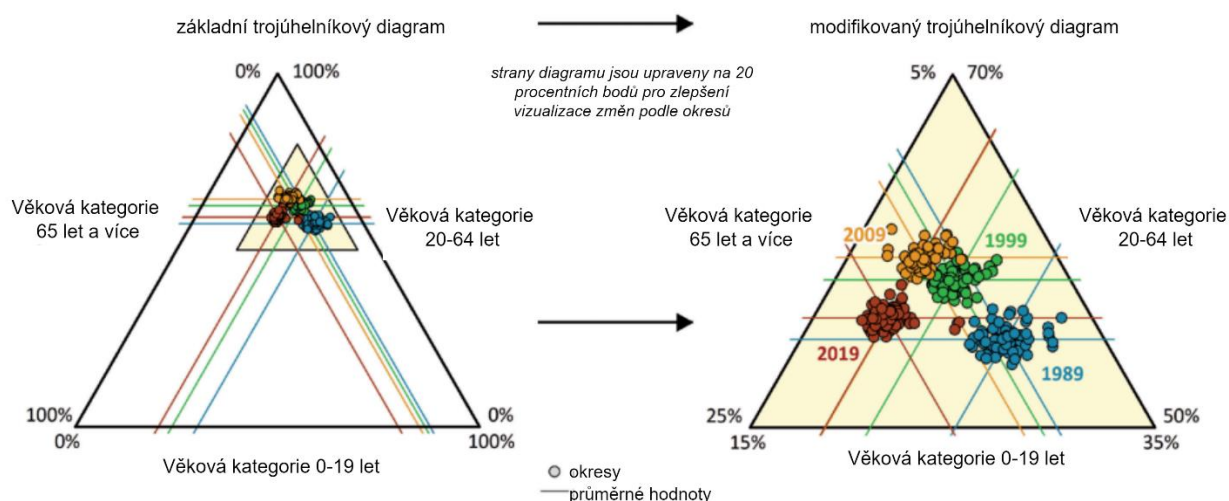 základní trojúhelníkový diagram
modifikovaný trojúhelníkový diagram
0% 100%
strany diagramu jsou upraveny na 20
procentních bodů pro zlepšení
vizualizace změn podle okresů
5% 70%
Věková kategorie
65 let a více
Věková kategorie
20-64 let
Věková kategorie
65 let a více
Věková kategorie
20-64 let
2009
1999
2019
1989
100%
0%
0%
100%
Věková kategorie 0-19 let
25%
15%
50%
35%
Věková kategorie 0-19 let
okresy
průměrné hodnoty